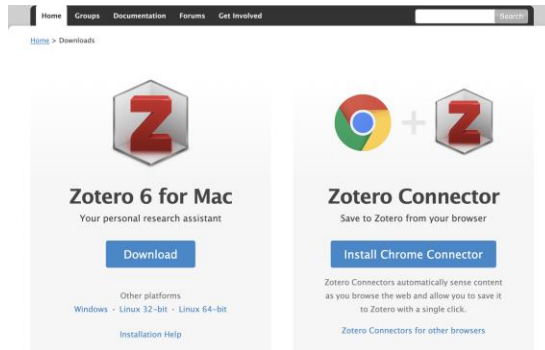 Home Groups Documentation Forums Get Involved Search
Home > Downloads
Zotero 6 for Mac
Your personal research assistant
Download
Other platforms
Windows · Linux 32-bit · Linux 64-bit
Installation Help
Zotero Connector
Save to Zotero from your browser
Install Chrome Connector
Zotero Connectors automatically sense content
as you browse the web and allow you to save it
to Zotero with a single click.
Zotero Connectors for other browsers